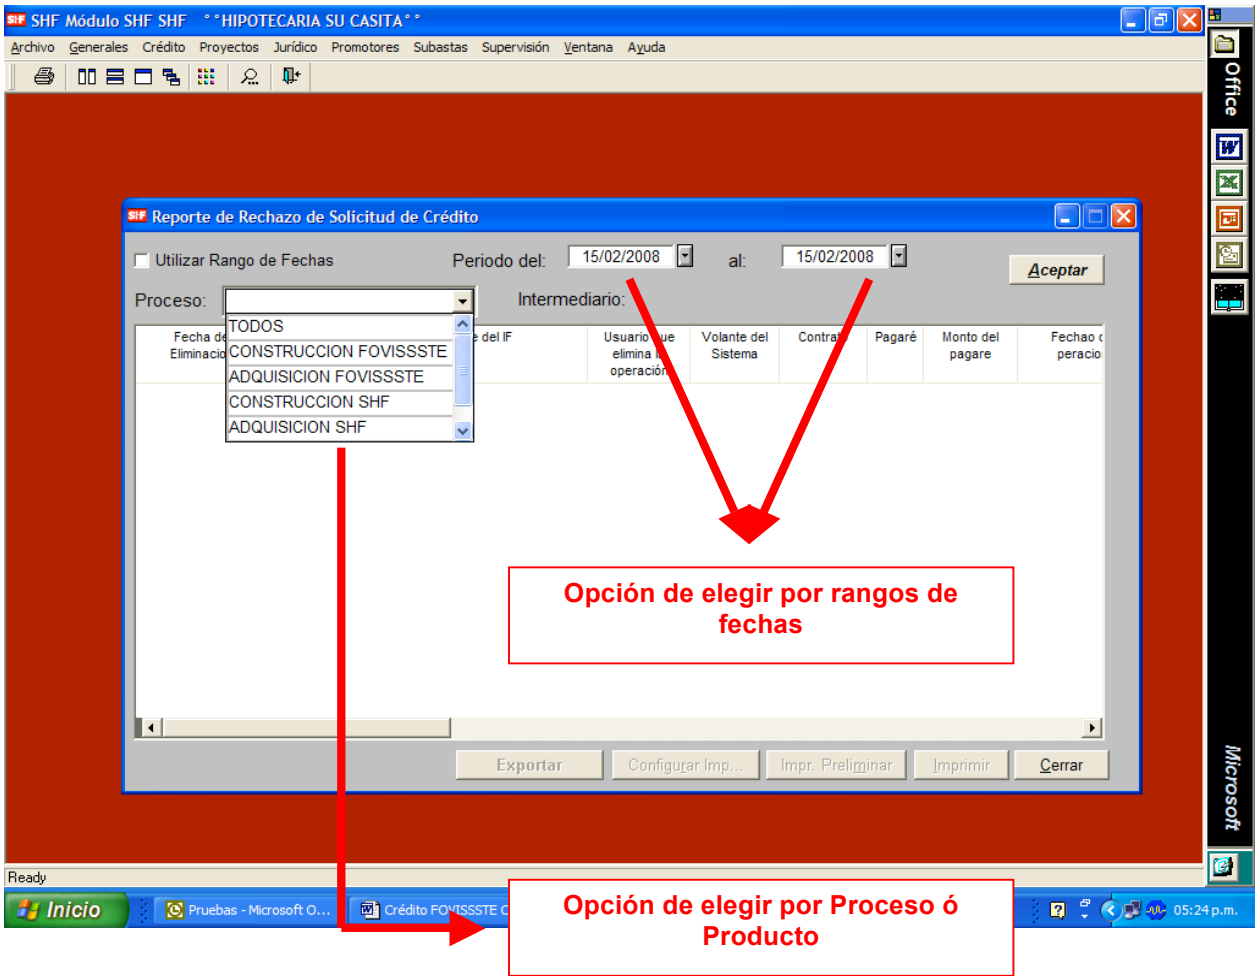 SHF SHF Módulo SHF SHF °°HIPOTECARIA SU CASITA°°
Archivo Generales Crédito Proyectos Jurídico Promotores Subastas Supervisión Ventana Ayuda
Office
SHF Reporte de Rechazo de Solicitud de Crédito
Utilizar Rango de Fechas Periodo del: 15/02/2008 al: 15/02/2008
Aceptar
Proceso: Intermediario:
TODOS
CONSTRUCCION FOVISSSTE
ADQUISICION FOVISSSTE
CONSTRUCCION SHF
ADQUISICION SHF
Fecha de
Eliminacio
del IF
Usuario que
elimina la
operación
Volante del
Sistema
Contrato
Pagaré
Monto del
pagare
Fechao
peracio
Opción de elegir por rangos de
fechas
Exportar Configurar Imp... Impr. Preliminar Imprimir Cerrar
Microsoft
Ready
Inicio Pruebas - Microsoft O... Crédito FOVISSSTE C 05:24 p.m.
Opción de elegir por Proceso ó
Producto